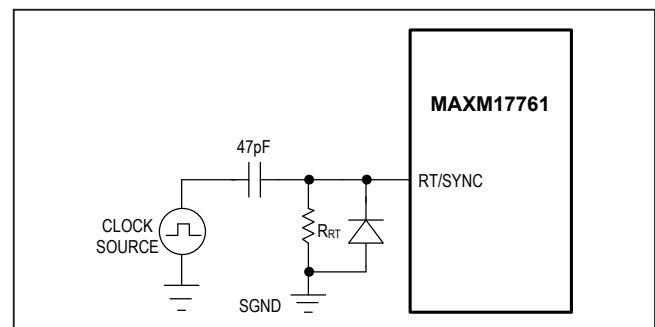 MAXM17761
47pF
RT/SYNC
CLOCK
SOURCE
RRT
SGND